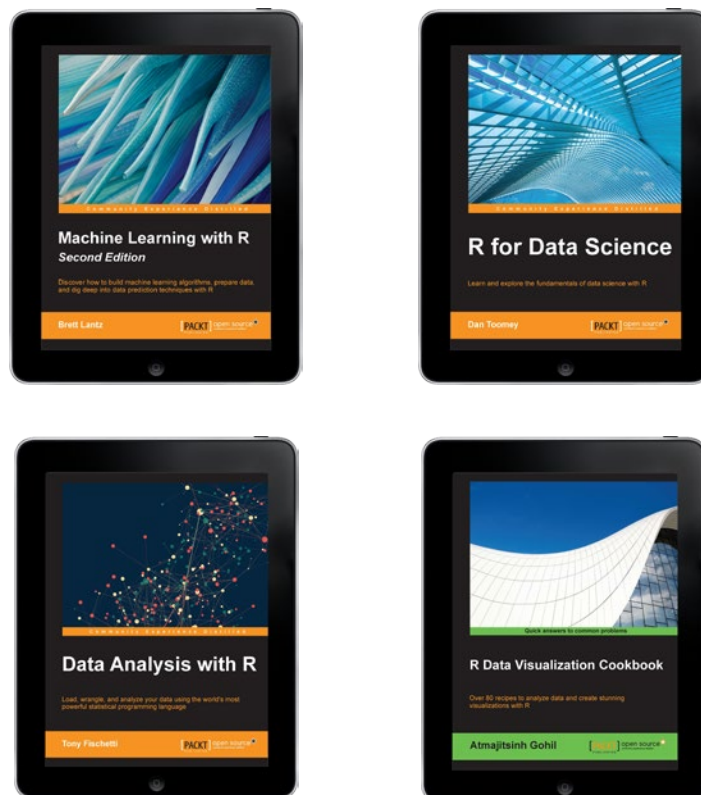 Community Experience Distilled
Machine Learning with R
Second Edition
Discover how to build machine learning algorithms, prepare data
and dig deep into data prediction techniques with R
Brett Lantz
[PACKT] open source
Community Experience Distilled
R for Data Science
Learn and explore the fundamentals of data science with R
Dan Toomey
[PACKT] open source
Community Experience Distilled
Data Analysis with R
Load, wrangle, and analyze your data using the world's most
powerful statistical programming language
Tony Fischetti
[PACKT] open source
Quick answers to common problems
R Data Visualization Cookbook
Over 80 recipes to analyze data and create stunning
visualizations with R
Atmajitsinh Gohil
[PACKT] open source